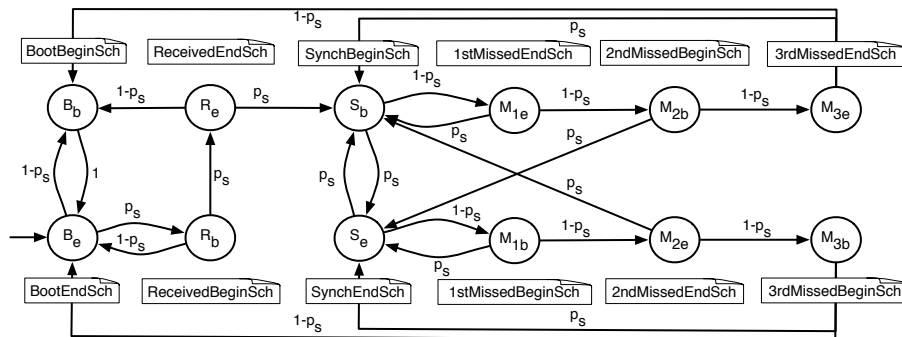 1-pS
pS
BootBeginSch ReceivedEndSch SynchBeginSch 1stMissedEndSch 2ndMissedBeginSch 3rdMissedEndSch
1-pS
Bb 1-pS Re pS Sb M1e 1-pS M2b 1-pS M3e
pS
pS
1-pS 1 pS pS pS pS
pS 1-pS
Be 1-pS Rb Se M1b 1-pS M2e 1-pS M3b
pS
BootEndSch ReceivedBeginSch SynchEndSch 1stMissedBeginSch 2ndMissedEndSch 3rdMissedBeginSch
pS
1-pS